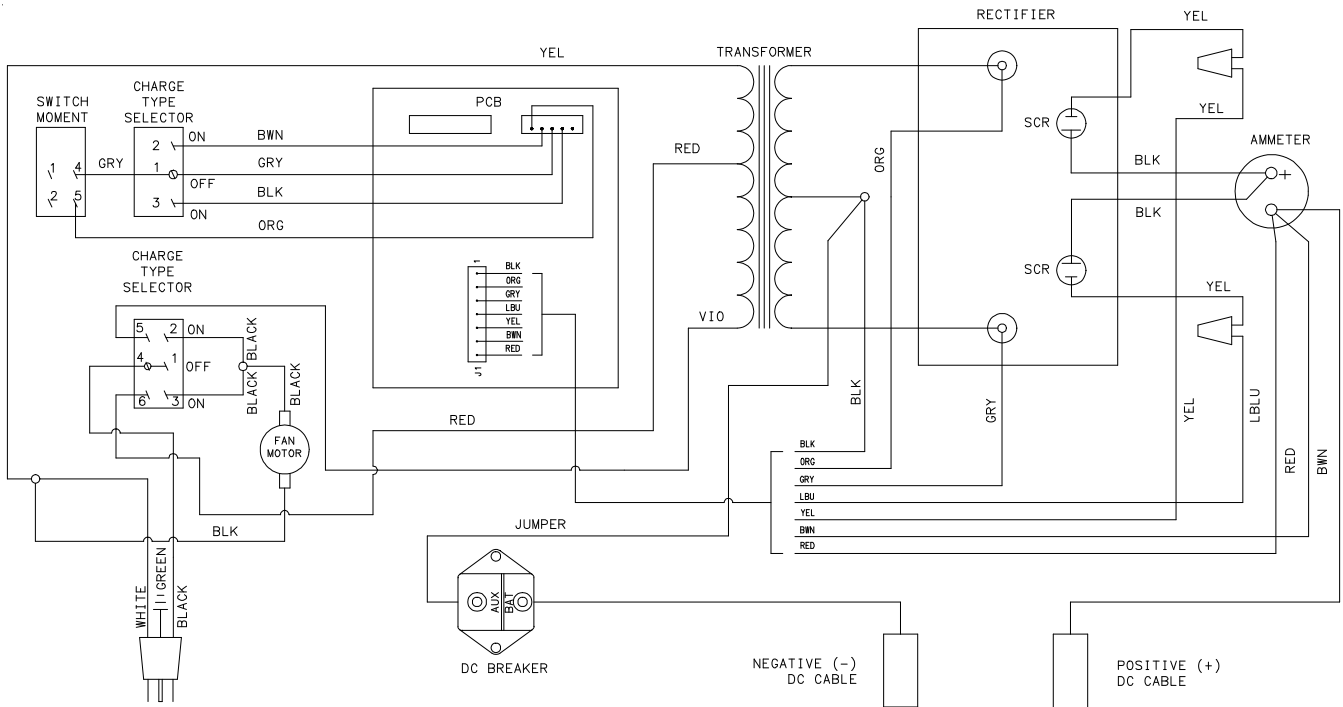 RECTIFIER
YEL
YEL
TRANSFORMER
CHARGE
TYPE
SELECTOR
SWITCH
MOMENT
PCB
ON
BWN
2
SCR
YEL
AMMETER
GRY
1
4
1
GRY
RED
ORG
BLK
OFF
+
2
5
3
BLK
ON
BLK
ORG
CHARGE
TYPE
SELECTOR
1
BLK
ORG
GRY
LBU
YEL
BWN
RED
J1
SCR
YEL
VIO
5
2
ON
BLACK
4
1
OFF
BLACK
BLACK
6
3
ON
BLK
GRY
YEL
LBLU
RED
FAN
MOTOR
BLK
ORG
GRY
LBU
YEL
BWN
RED
RED
BWN
BLK
JUMPER
WHITE
GREEN
BLACK
AUX
BAT
DC BREAKER
NEGATIVE (-)
DC CABLE
POSITIVE (+)
DC CABLE